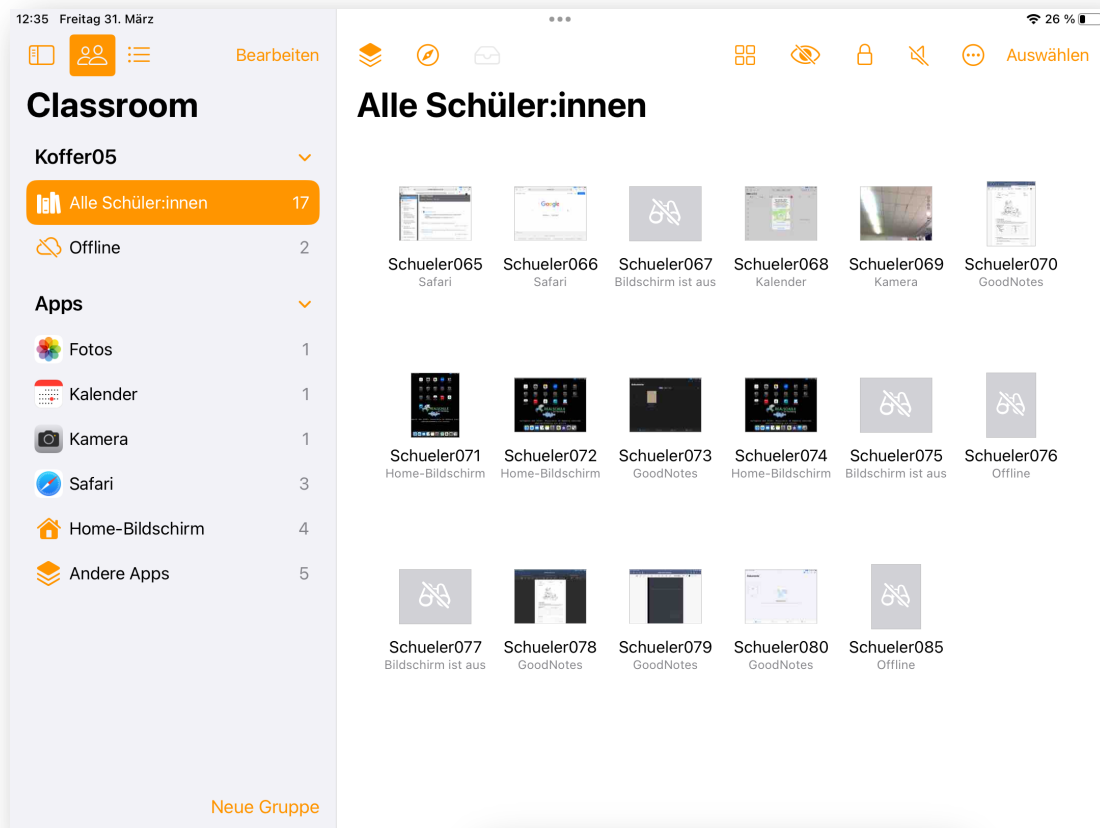 12:35 Freitag 31. März
26 %
Bearbeiten
Auswählen
Classroom
Alle Schüler:innen
Koffer05
Alle Schüler:innen 17
Offline 2
Apps
Fotos 1
Kalender 1
Kamera 1
Safari 3
Home-Bildschirm 4
Andere Apps 5
Neue Gruppe
Google
Schueler065 Schueler066 Schueler067 Schueler068 Schueler069 Schueler070
Safari Safari Bildschirm ist aus Kalender Kamera GoodNotes
Schueler071 Schueler072 Schueler073 Schueler074 Schueler075 Schueler076
Home-Bildschirm Home-Bildschirm GoodNotes Home-Bildschirm Bildschirm ist aus Offline
Schueler077 Schueler078 Schueler079 Schueler080 Schueler085
Bildschirm ist aus GoodNotes GoodNotes GoodNotes Offline